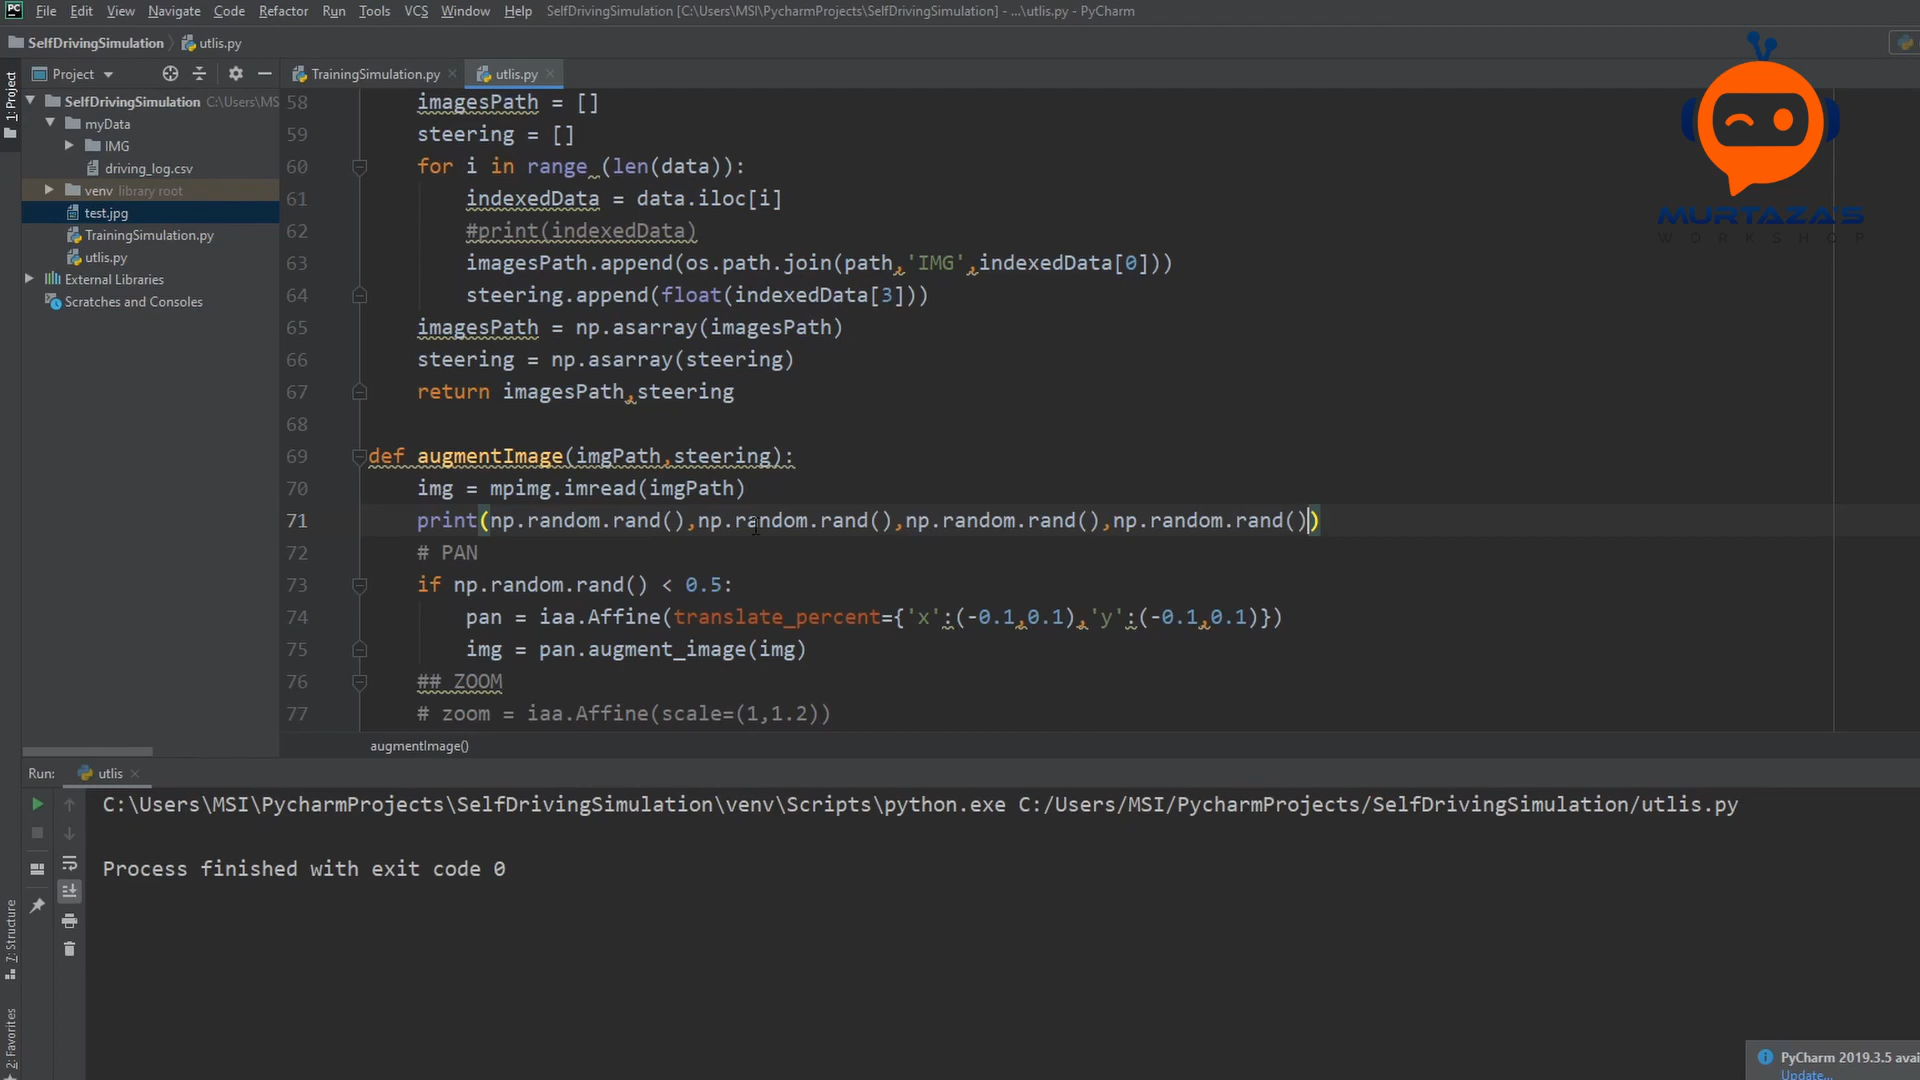 File Edit View Navigate Code Refactor Run Tools VCS Window Help SelfDrivingSimulation [C:\Users\MSI\PycharmProjects\SelfDrivingSimulation] - ...\utlis.py - PyCharm
SelfDrivingSimulation utlis.py
Project
TrainingSimulation.py
utlis.py
1: Project
SelfDrivingSimulation C:\Users\MS
myData
IMG
driving_log.csv
venv library root
test.jpg
TrainingSimulation.py
utlis.py
External Libraries
Scratches and Consoles
58 imagesPath = []
59 steering = []
60 for i in range (len(data)):
61 indexedData = data.iloc[i]
62 #print(indexedData)
63 imagesPath.append(os.path.join(path,'IMG',indexedData[0]))
64 steering.append(float(indexedData[3]))
65 imagesPath = np.asarray(imagesPath)
66 steering = np.asarray(steering)
67 return imagesPath,steering
68
69 def augmentImage(imgPath,steering):
70 img = mpimg.imread(imgPath)
71 print(np.random.rand(),np.random.rand(),np.random.rand(),np.random.rand())
72 # PAN
73 if np.random.rand() < 0.5:
74 pan = iaa.Affine(translate_percent={'x':(-0.1,0.1),'y':(-0.1,0.1)})
75 img = pan.augment_image(img)
76 ## ZOOM
77 # zoom = iaa.Affine(scale=(1,1.2))
augmentImage()
MURTAZA'S
WORKSHOP
Run: utlis
C:\Users\MSI\PycharmProjects\SelfDrivingSimulation\venv\Scripts\python.exe C:/Users/MSI/PycharmProjects/SelfDrivingSimulation/utlis.py
Process finished with exit code 0
7: Structure
2: Favorites
PyCharm 2019.3.5 avai
Update...